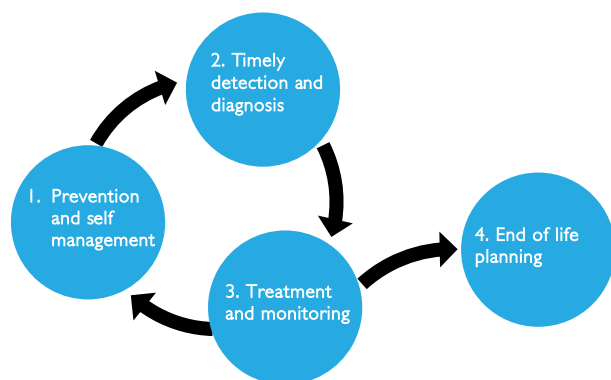 2. Timely
detection and
diagnosis
1. Prevention
and self
management
4. End of life
planning
3. Treatment
and monitoring